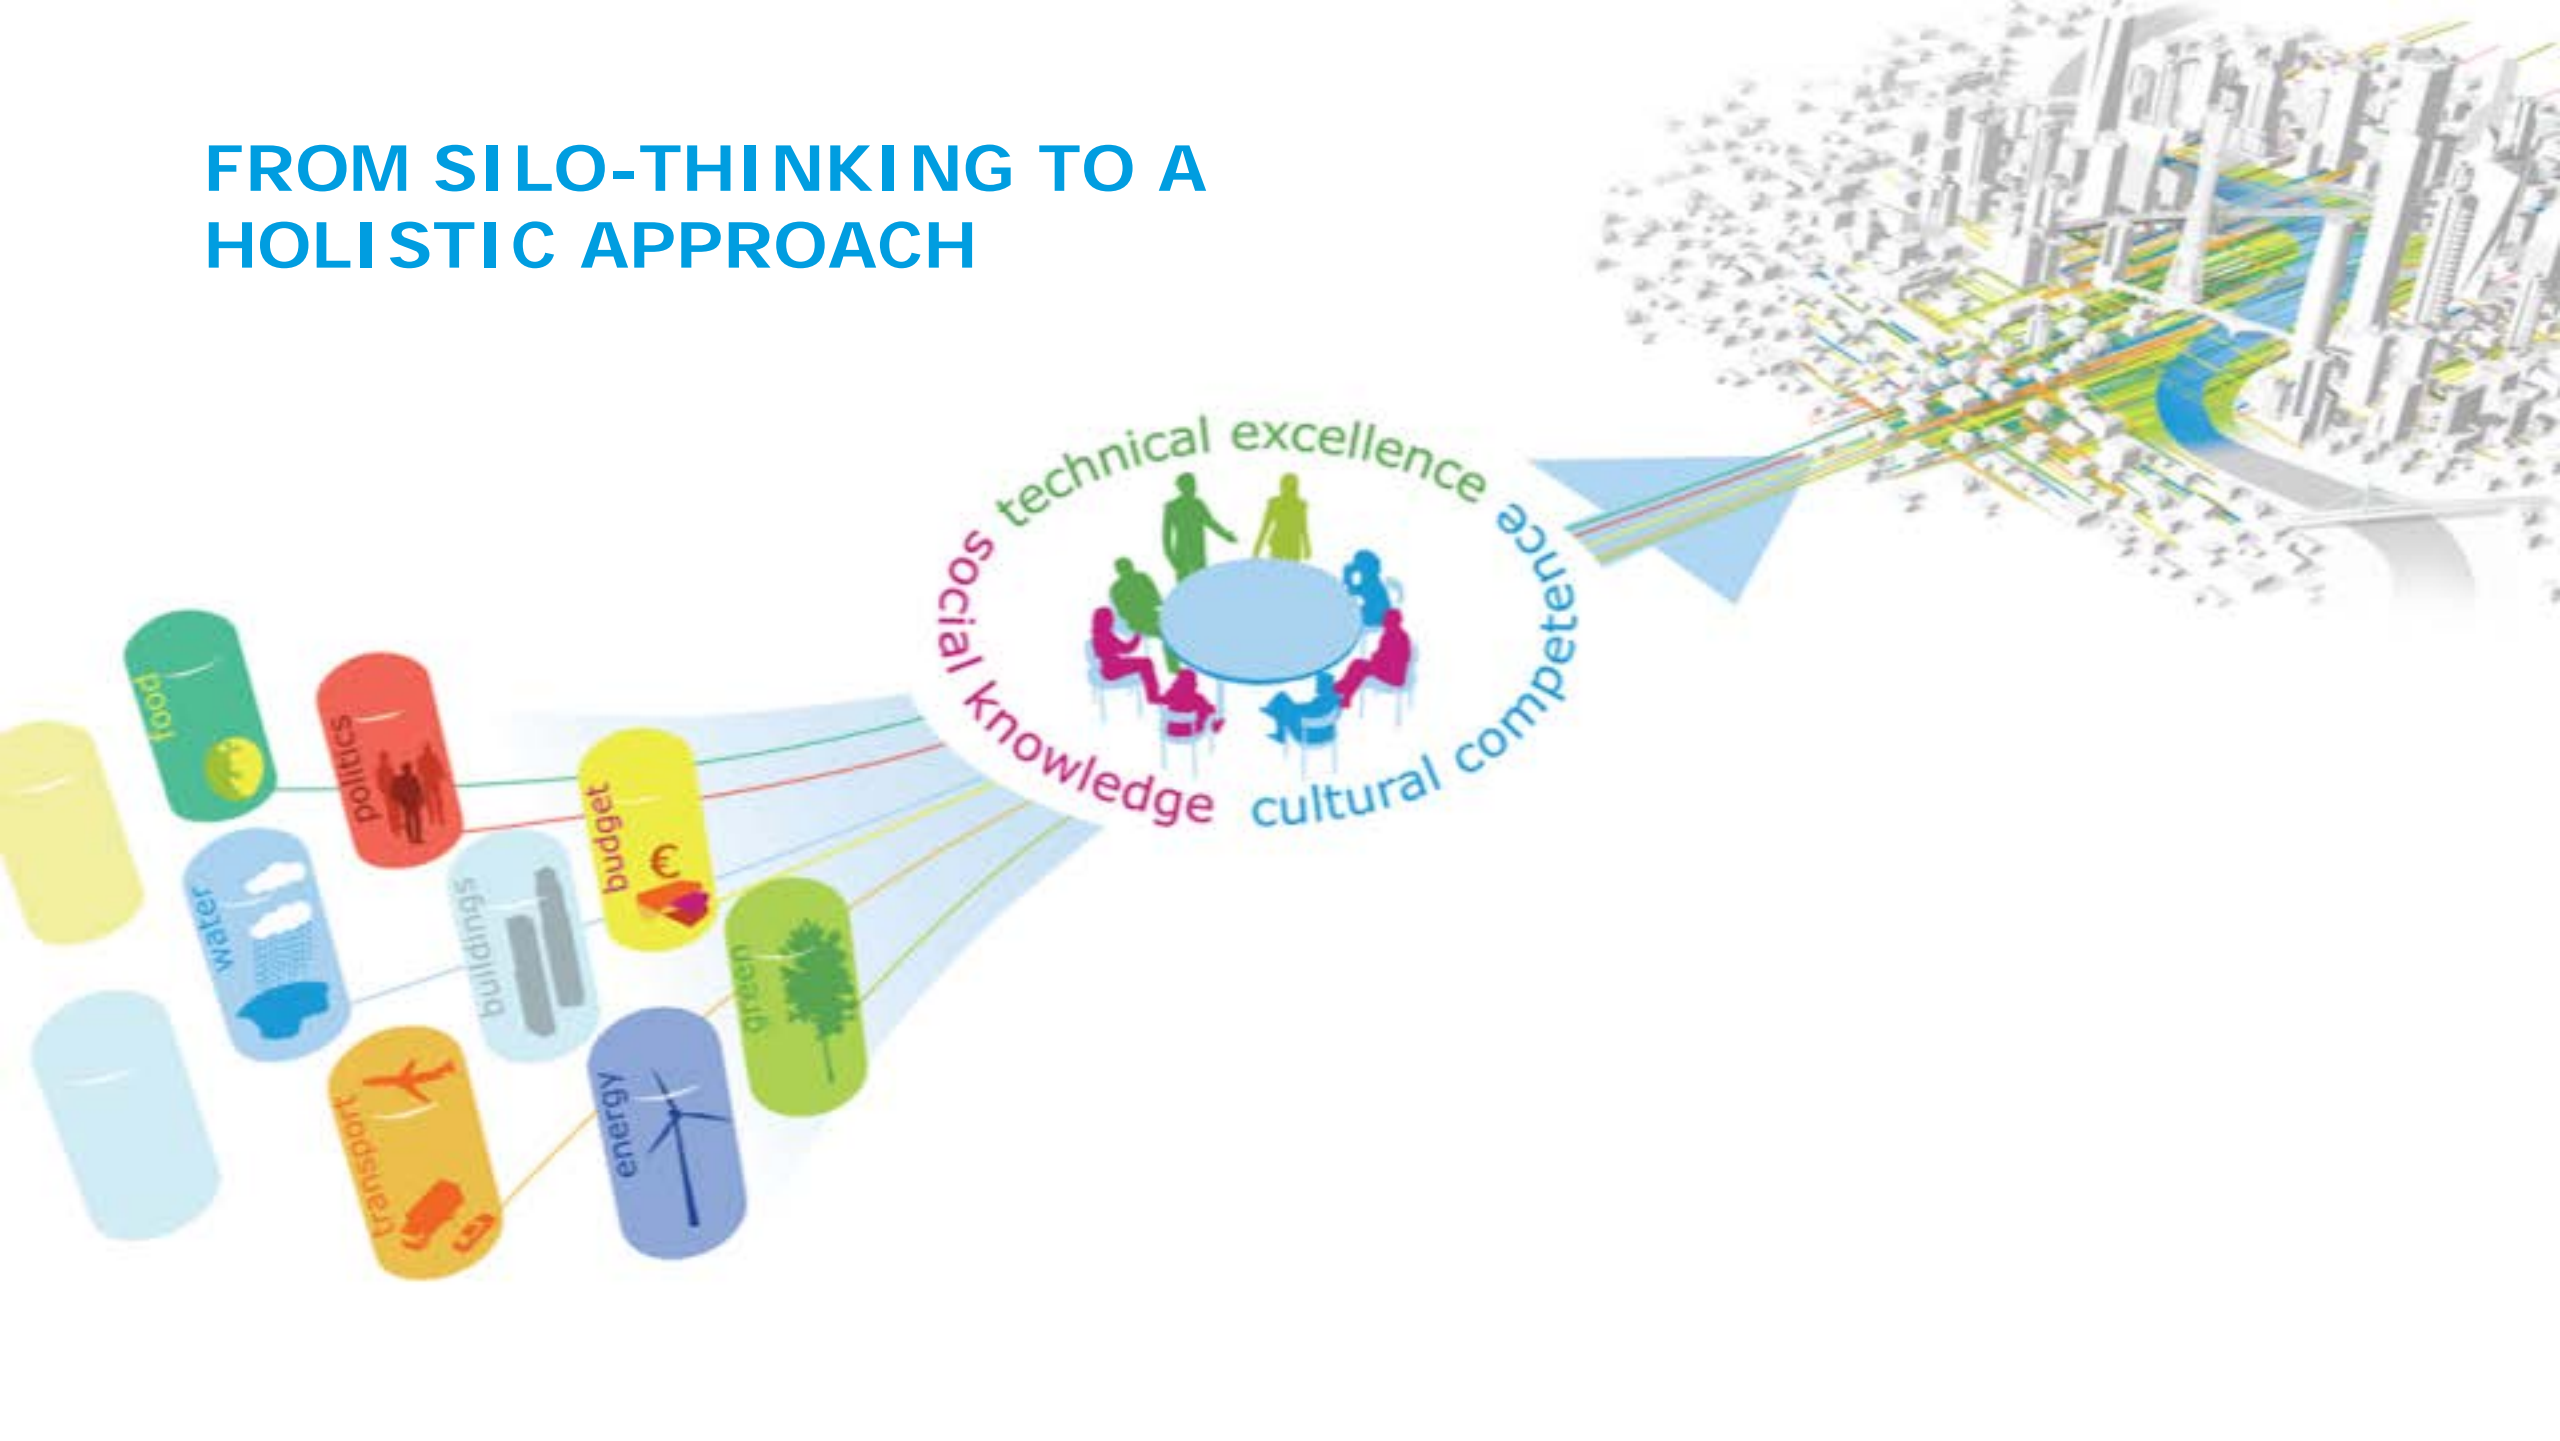 FROM SILO-THINKING TO A
HOLISTIC APPROACH
technical excellence
social knowledge
cultural competence
food
politics
budget
€
water
buildings
green
transport
energy